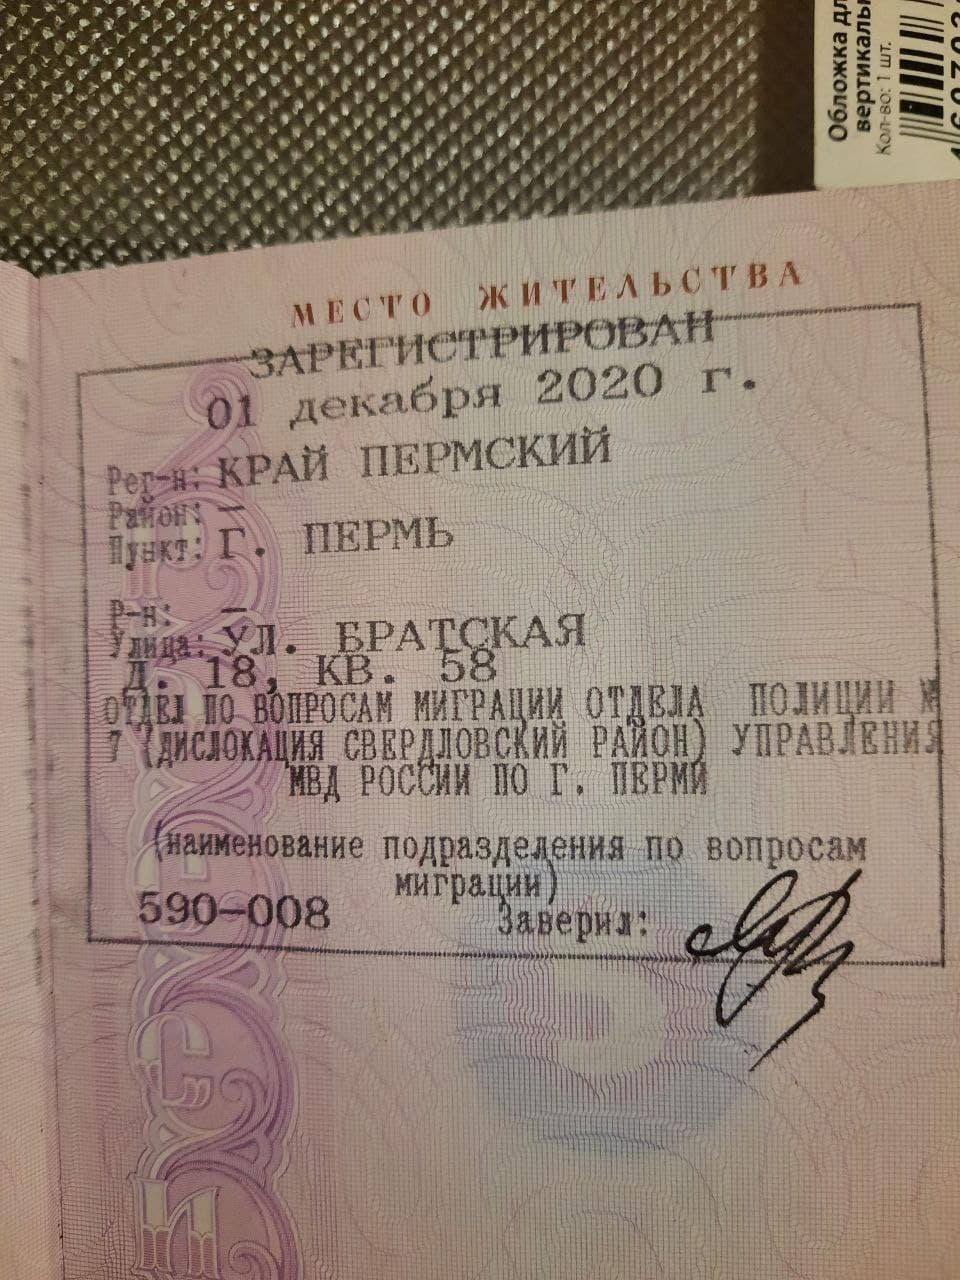 Обложка дл
вертикаль
Кол-во: 1 шт.
МЕСТО ЖИТЕЛЬСТВА
ЗАРЕГИСТРИРОВАН
01 декабря 2020 г.
Рег-н: КРАЙ ПЕРМСКИЙ
Район: –
Пункт: Г. ПЕРМЬ
Р-н: –
Улица: УЛ. БРАТСКАЯ
Д. 18, КВ. 58
ОТДЕЛ ПО ВОПРОСАМ МИГРАЦИИ ОТДЕЛА ПОЛИЦИИ №
7 (ДИСЛОКАЦИЯ СВЕРДЛОВСКИЙ РАЙОН) УПРАВЛЕНИЯ
МВД РОССИИ ПО Г. ПЕРМИ
(наименование подразделения по вопросам
миграции)
590-008 Заверил: